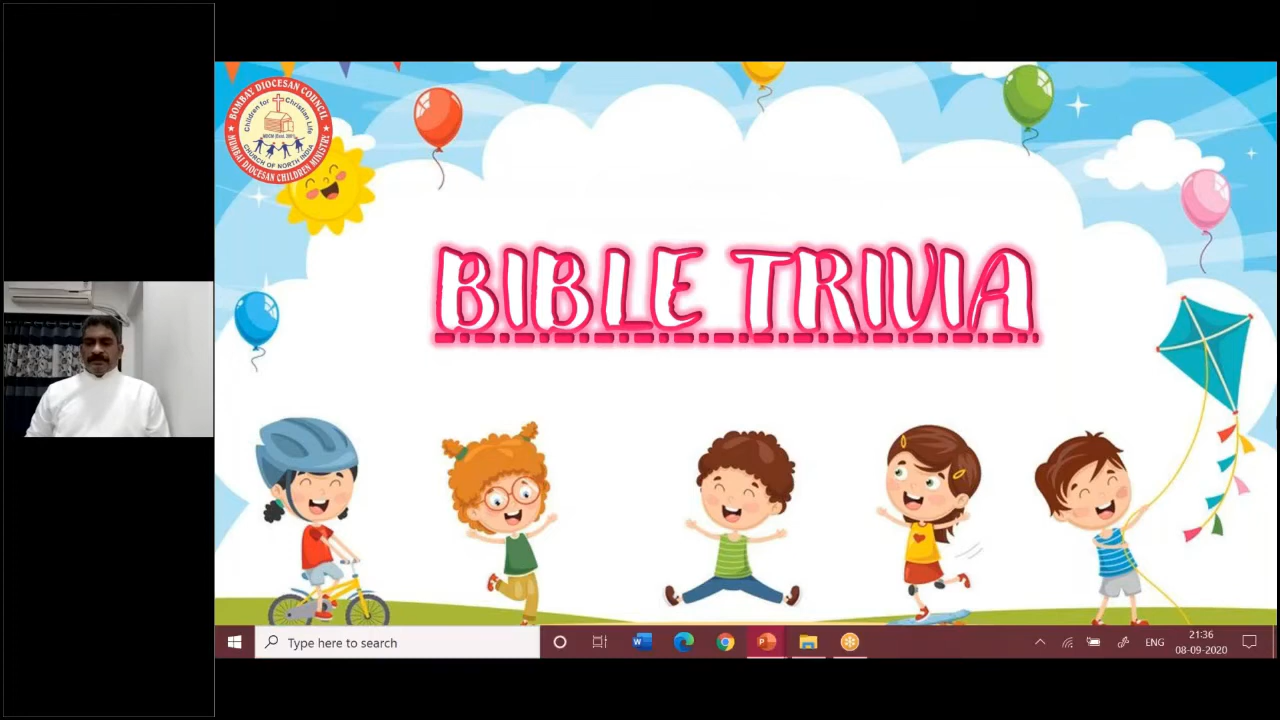 BOMBAY DIOCESAN COUNCIL
Children for Christian Life
CHURCH OF NORTH INDIA
MUMBAI DIOCESAN CHILDREN MINISTRY
BIBLE TRIVIA
Type here to search
ENG
21:36
08-09-2020